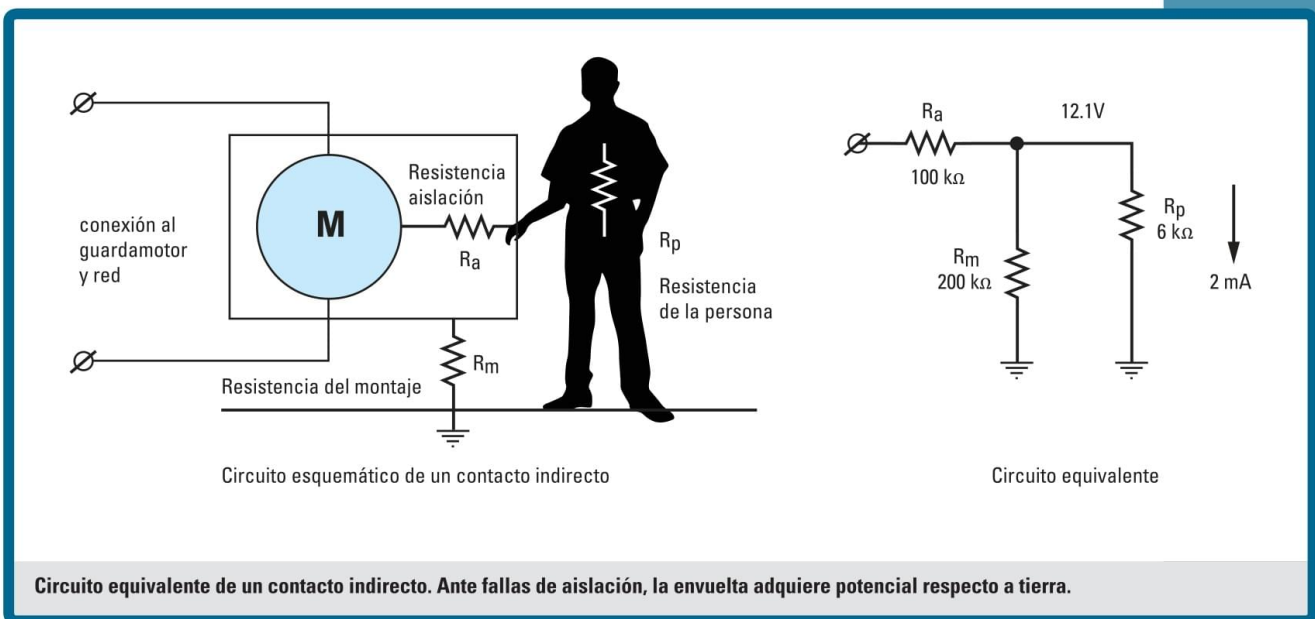 conexión al
guardamotor
y red
M
Resistencia
aislación
Ra
Rp
Resistencia
de la persona
Rm
Resistencia del montaje
Circuito esquemático de un contacto indirecto
Ra
100 kΩ
12.1V
Rm
200 kΩ
Rp
6 kΩ
2 mA
Circuito equivalente
Circuito equivalente de un contacto indirecto. Ante fallas de aislación, la envuelta adquiere potencial respecto a tierra.